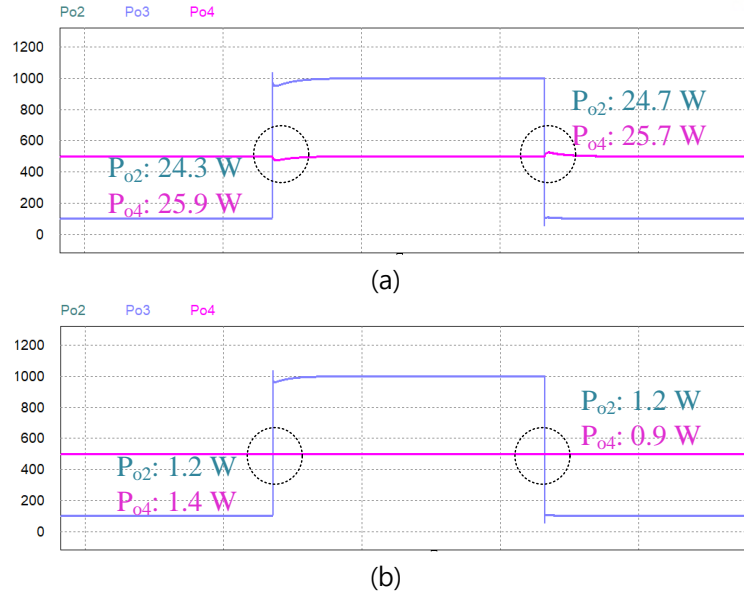 Po2 Po3 Po4
1200
1000
800
600
400
200
0
Po2: 24.3 W
Po4: 25.9 W
Po2: 24.7 W
Po4: 25.7 W
(a)
Po2 Po3 Po4
1200
1000
800
600
400
200
0
Po2: 1.2 W
Po4: 1.4 W
Po2: 1.2 W
Po4: 0.9 W
(b)